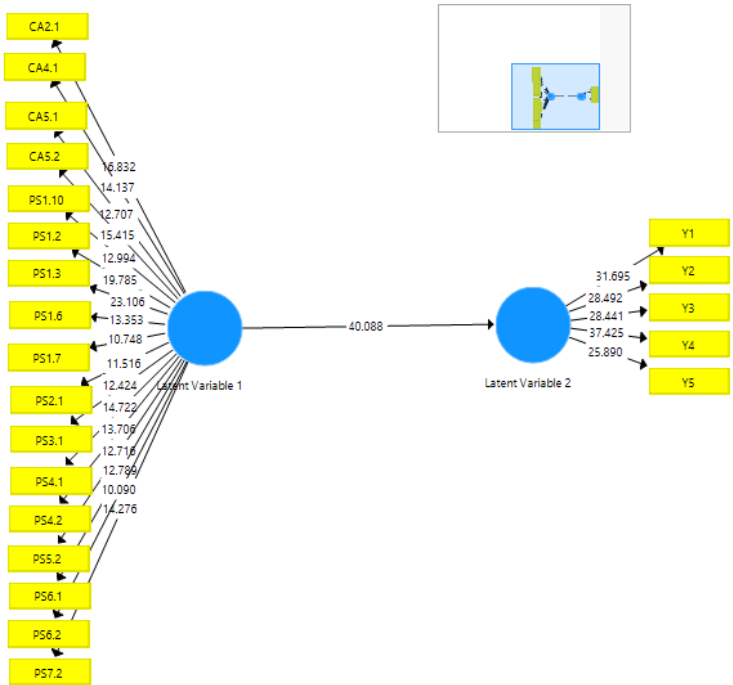 CA2.1
CA4.1
CA5.1
CA5.2
PS1.10
PS1.2
PS1.3
PS1.6
PS1.7
PS2.1
PS3.1
PS4.1
PS4.2
PS5.2
PS6.1
PS6.2
PS7.2
16.832
14.137
12.707
15.415
12.994
19.785
23.106
13.353
10.748
11.516
12.424
14.722
13.706
12.716
12.789
10.090
14.276
Latent Variable 1
40.088
Latent Variable 2
31.695
28.492
28.441
37.425
25.890
Y1
Y2
Y3
Y4
Y5